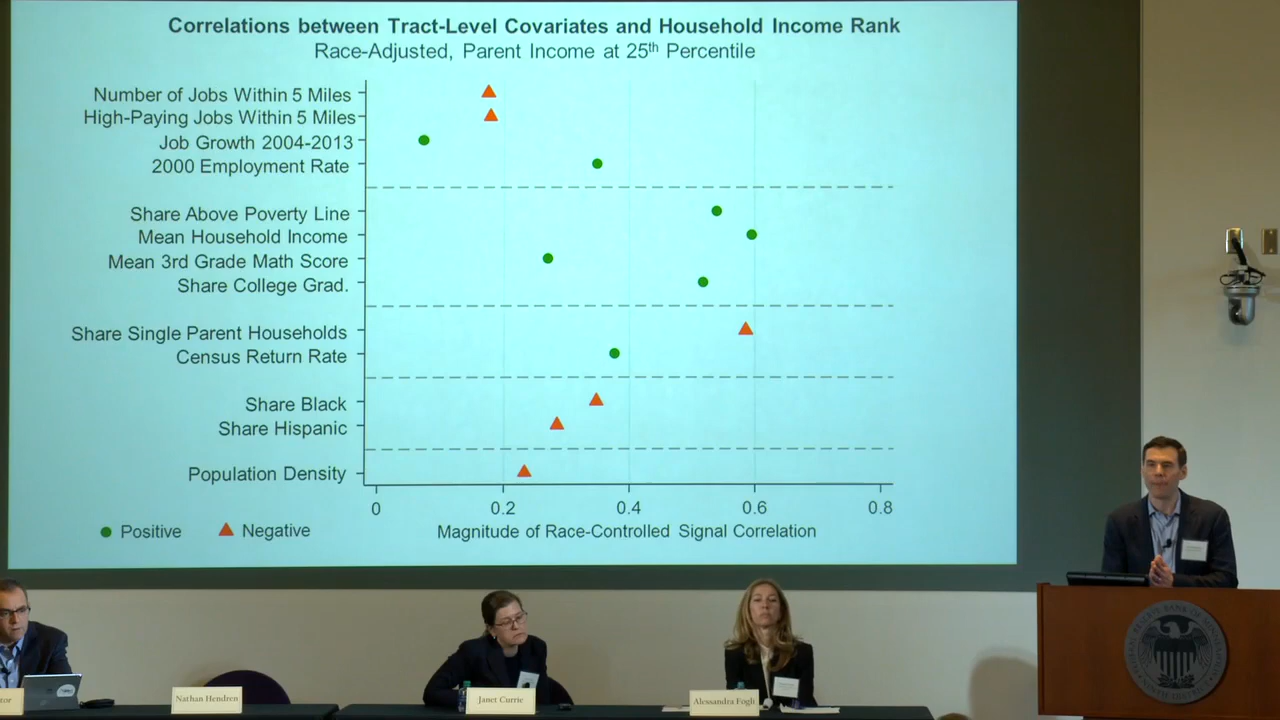 Correlations between Tract-Level Covariates and Household Income Rank
Race-Adjusted, Parent Income at 25th Percentile
Number of Jobs Within 5 Miles
High-Paying Jobs Within 5 Miles
Job Growth 2004-2013
2000 Employment Rate
Share Above Poverty Line
Mean Household Income
Mean 3rd Grade Math Score
Share College Grad.
Share Single Parent Households
Census Return Rate
Share Black
Share Hispanic
Population Density
0 0.2 0.4 0.6 0.8
Positive Negative
Magnitude of Race-Controlled Signal Correlation
Nathan Hendren
Janet Currie
Alessandra Fogli